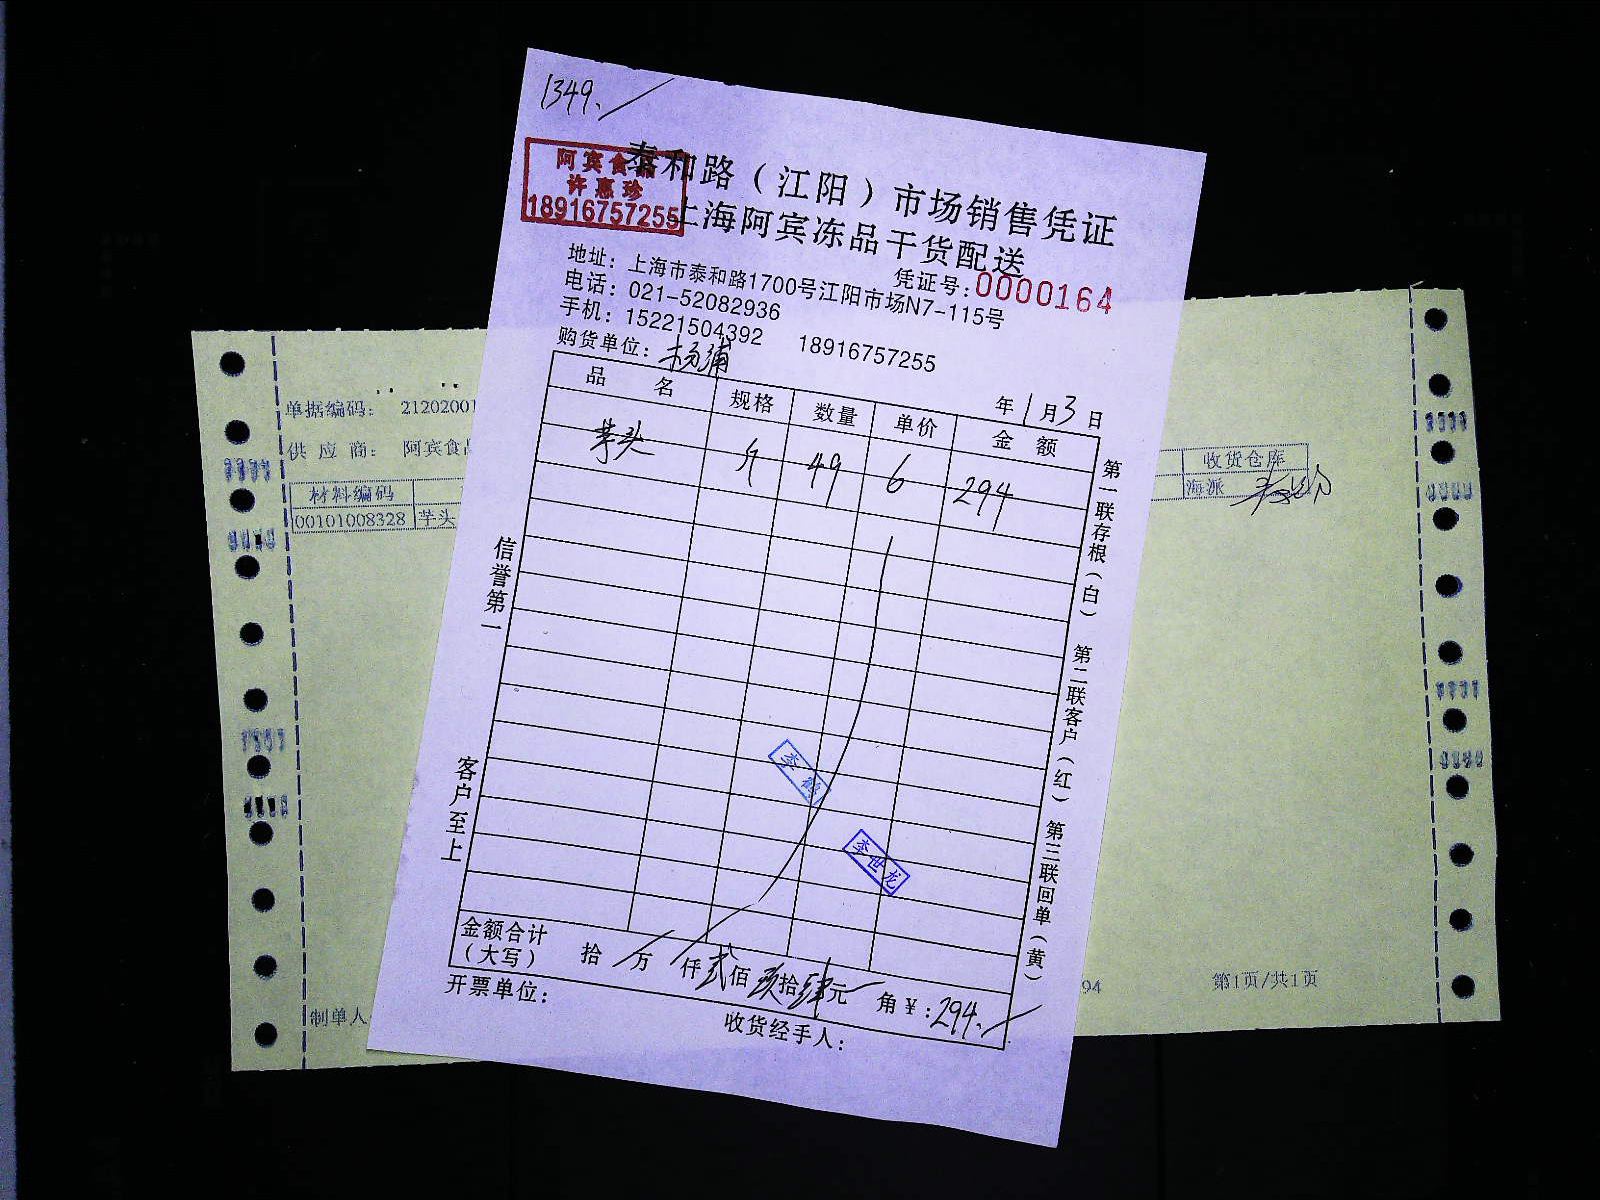 1349.
阿宾食品
许惠珍
18916757255
泰和路（江阳）市场销售凭证
上海阿宾冻品干货配送
凭证号：0000164
地址：上海市泰和路1700号江阳市场N7-115号
电话：021-52082936
手机：15221504392 18916757255
购货单位：杨浦
年1月3日
品名 规格 数量 单价 金额
芋头 斤 49 6 294
信誉第一
客户至上
第一联存根（白） 第二联客户（红） 第三联回单（黄）
李鹤
李世龙
金额合计（大写） 拾 万 仟贰佰玖拾肆元 角￥：294.
开票单位：
收货经手人：
单据编码： 21202001
供应商： 阿宾食品
材料编码
00101008328 芋头
收货仓库
海派
制单人
94
第1页/共1页